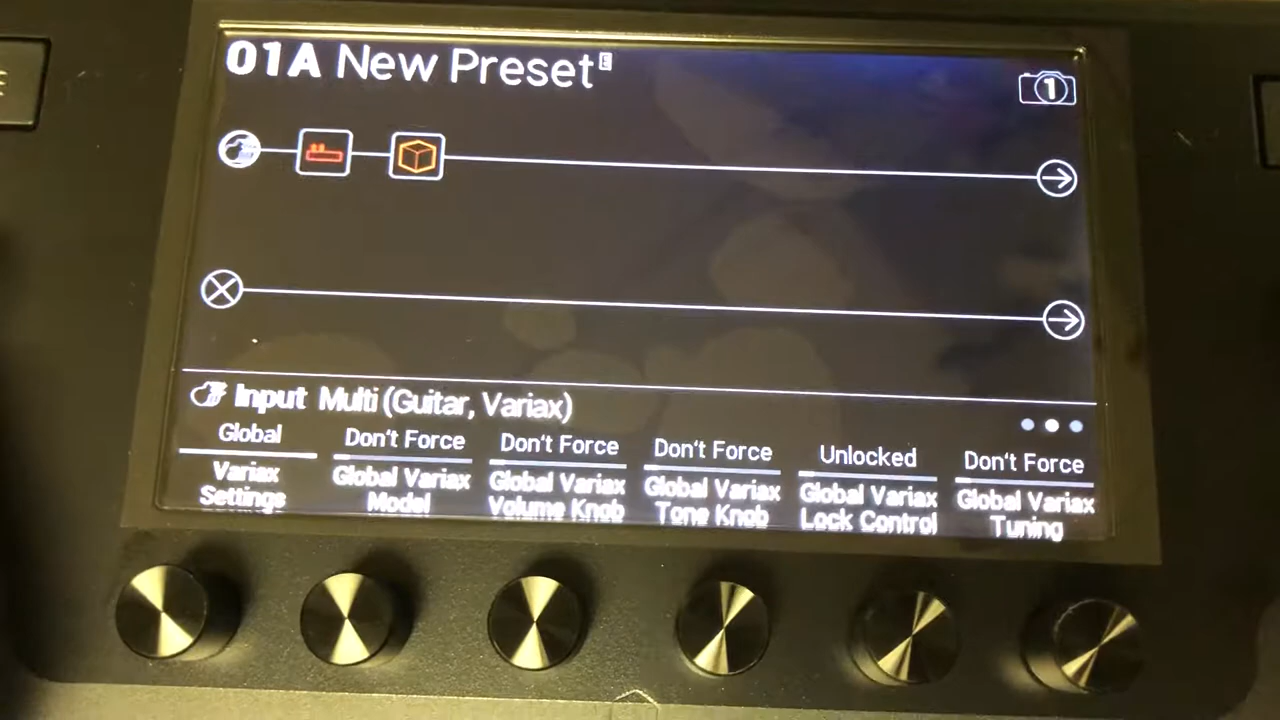 01A New Preset E
1
Input Multi (Guitar, Variax)
Global Don't Force Don't Force Don't Force Unlocked Don't Force
Variax Global Variax Global Variax Global Variax Global Variax Global Variax
Settings Model Volume Knob Tone Knob Lock Control Tuning